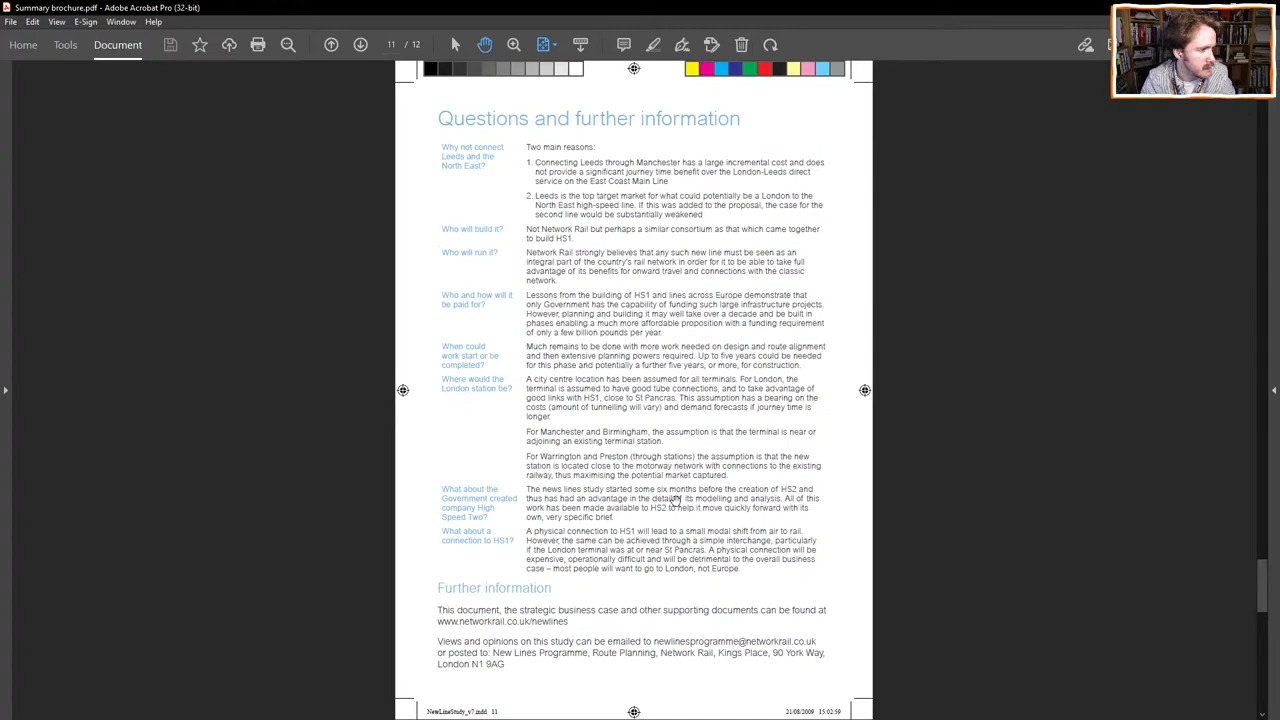 Summary brochure.pdf - Adobe Acrobat Pro (32-bit)
File Edit View E-Sign Window Help
Home Tools Document 11 / 12
Questions and further information
Why not connect
Leeds and the
North East?
Two main reasons:
1. Connecting Leeds through Manchester has a large incremental cost and does
not provide a significant journey time benefit over the London-Leeds direct
service on the East Coast Main Line
2. Leeds is the top target market for what could potentially be a London to the
North East high-speed line. If this was added to the proposal, the case for the
second line would be substantially weakened
Who will build it?
Not Network Rail but perhaps a similar consortium as that which came together
to build HS1.
Who will run it?
Network Rail strongly believes that any such new line must be seen as an
integral part of the country's rail network in order for it to be able to take full
advantage of its benefits for onward travel and connections with the classic
network.
Who and how will it
be paid for?
Lessons from the building of HS1 and lines across Europe demonstrate that
only Government has the capability of funding such large infrastructure projects.
However, planning and building it may well take over a decade and be built in
phases enabling a much more affordable proposition with a funding requirement
of only a few billion pounds per year.
When could
work start or be
completed?
Much remains to be done with more work needed on design and route alignment
and then extensive planning powers required. Up to five years could be needed
for this phase and potentially a further five years, or more, for construction.
Where would the
London station be?
A city centre location has been assumed for all terminals. For London, the
terminal is assumed to have good tube connections, and to take advantage of
good links with HS1, close to St Pancras. This assumption has a bearing on the
costs (amount of tunnelling will vary) and demand forecasts if journey time is
longer.
For Manchester and Birmingham, the assumption is that the terminal is near or
adjoining an existing terminal station.
For Warrington and Preston (through stations) the assumption is that the new
station is located close to the motorway network with connections to the existing
railway, thus maximising the potential market captured.
What about the
Government created
company High
Speed Two?
The news lines study started some six months before the creation of HS2 and
thus has had an advantage in the detail its modelling and analysis. All of this
work has been made available to HS2 to help it move quickly forward with its
own, very specific brief.
What about a
connection to HS1?
A physical connection to HS1 will lead to a small modal shift from air to rail.
However, the same can be achieved through a simple interchange, particularly
if the London terminal was at or near St Pancras. A physical connection will be
expensive, operationally difficult and will be detrimental to the overall business
case – most people will want to go to London, not Europe.
Further information
This document, the strategic business case and other supporting documents can be found at
www.networkrail.co.uk/newlines
Views and opinions on this study can be emailed to newlinesprogramme@networkrail.co.uk
or posted to: New Lines Programme, Route Planning, Network Rail, Kings Place, 90 York Way,
London N1 9AG
NewLineStudy_v7.indd 11
21/08/2009 15:02:59